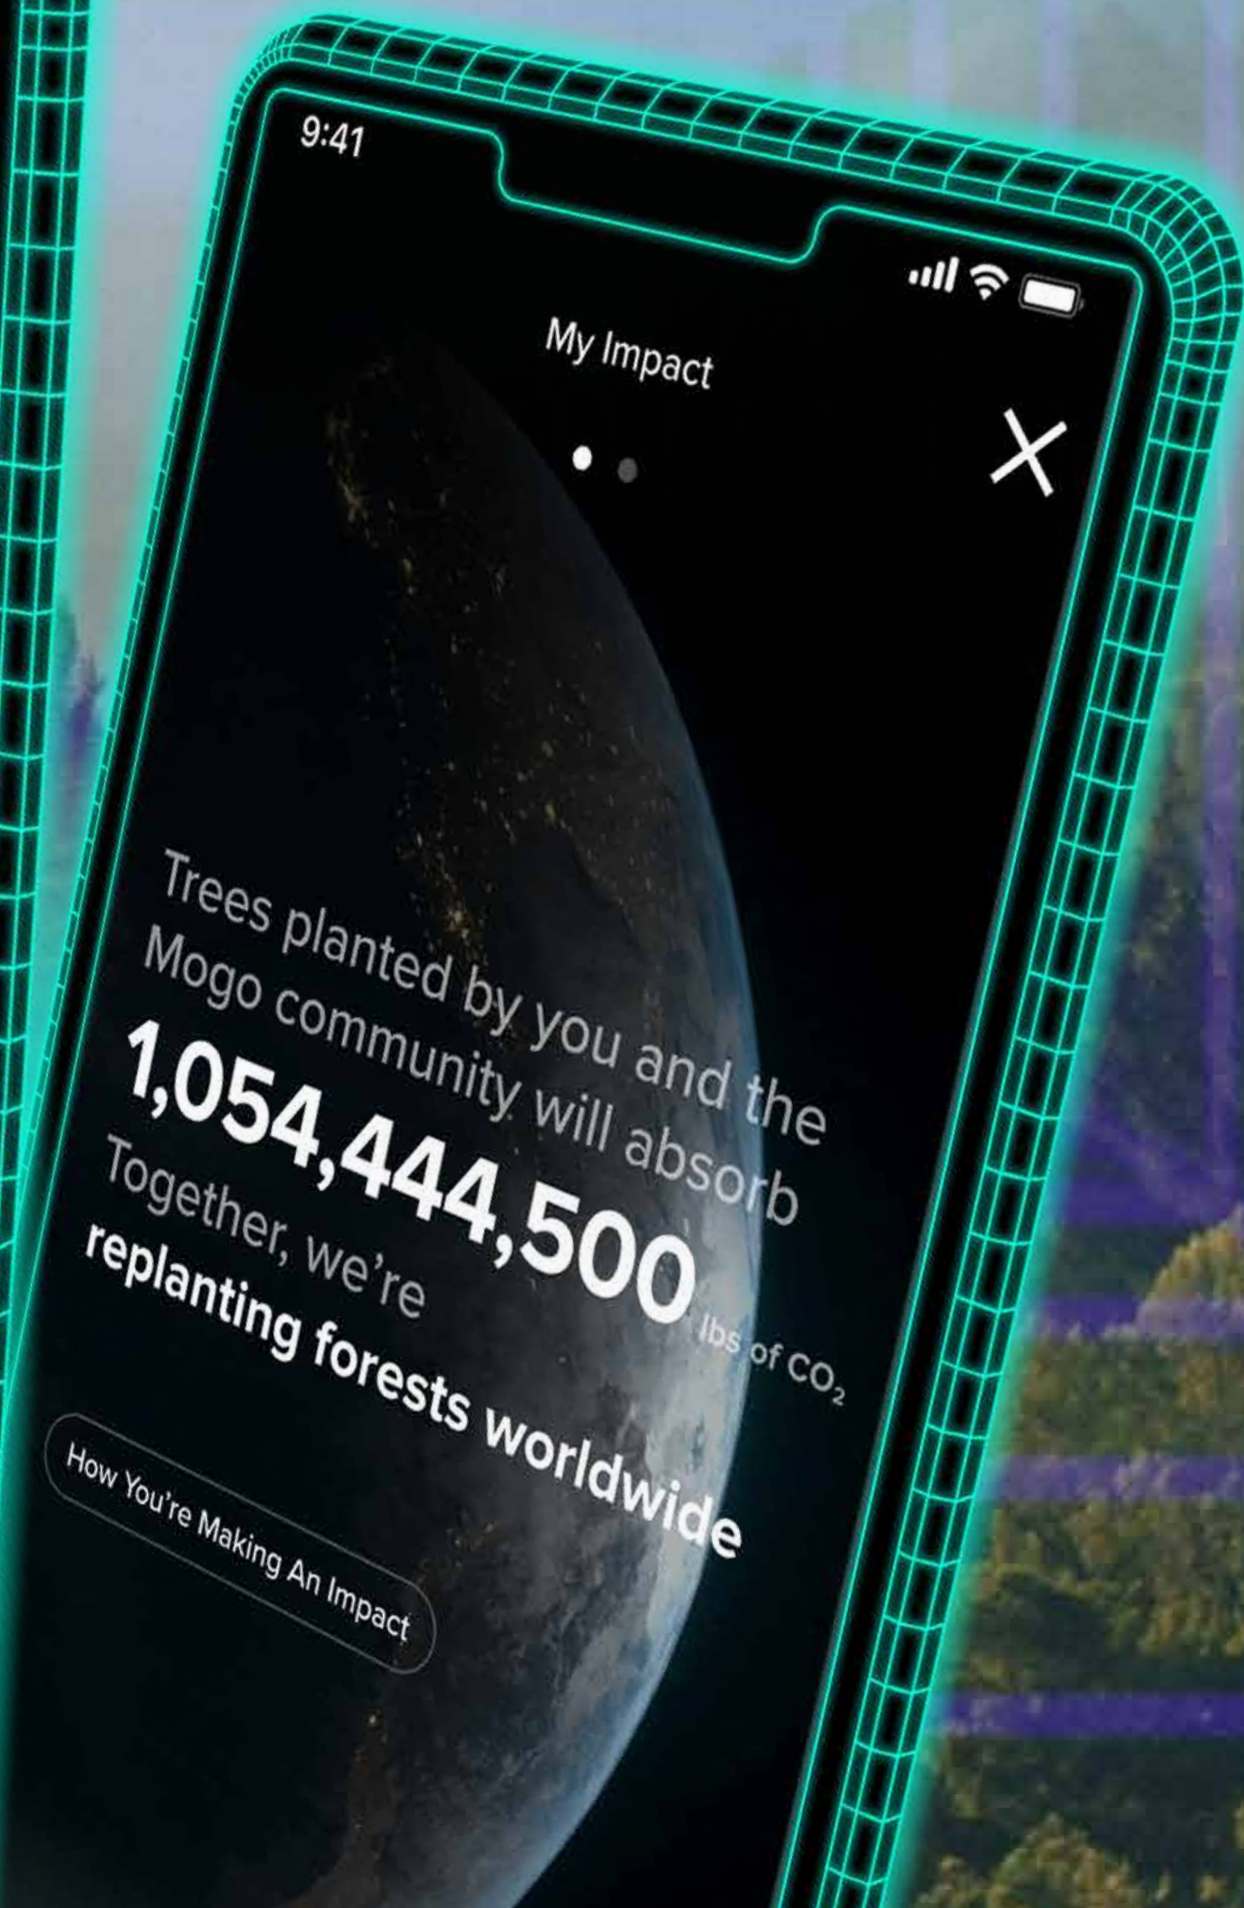 9:41
My Impact
Trees planted by you and the
Mogo community will absorb
1,054,444,500 lbs of CO₂
Together, we're
replanting forests worldwide
How You're Making An Impact